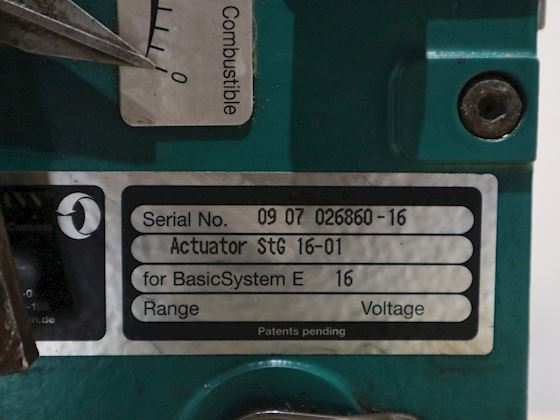 Combustible
0
Serial No. 09 07 026860-16
Actuator StG 16-01
for BasicSystem E 16
Range Voltage
Patents pending